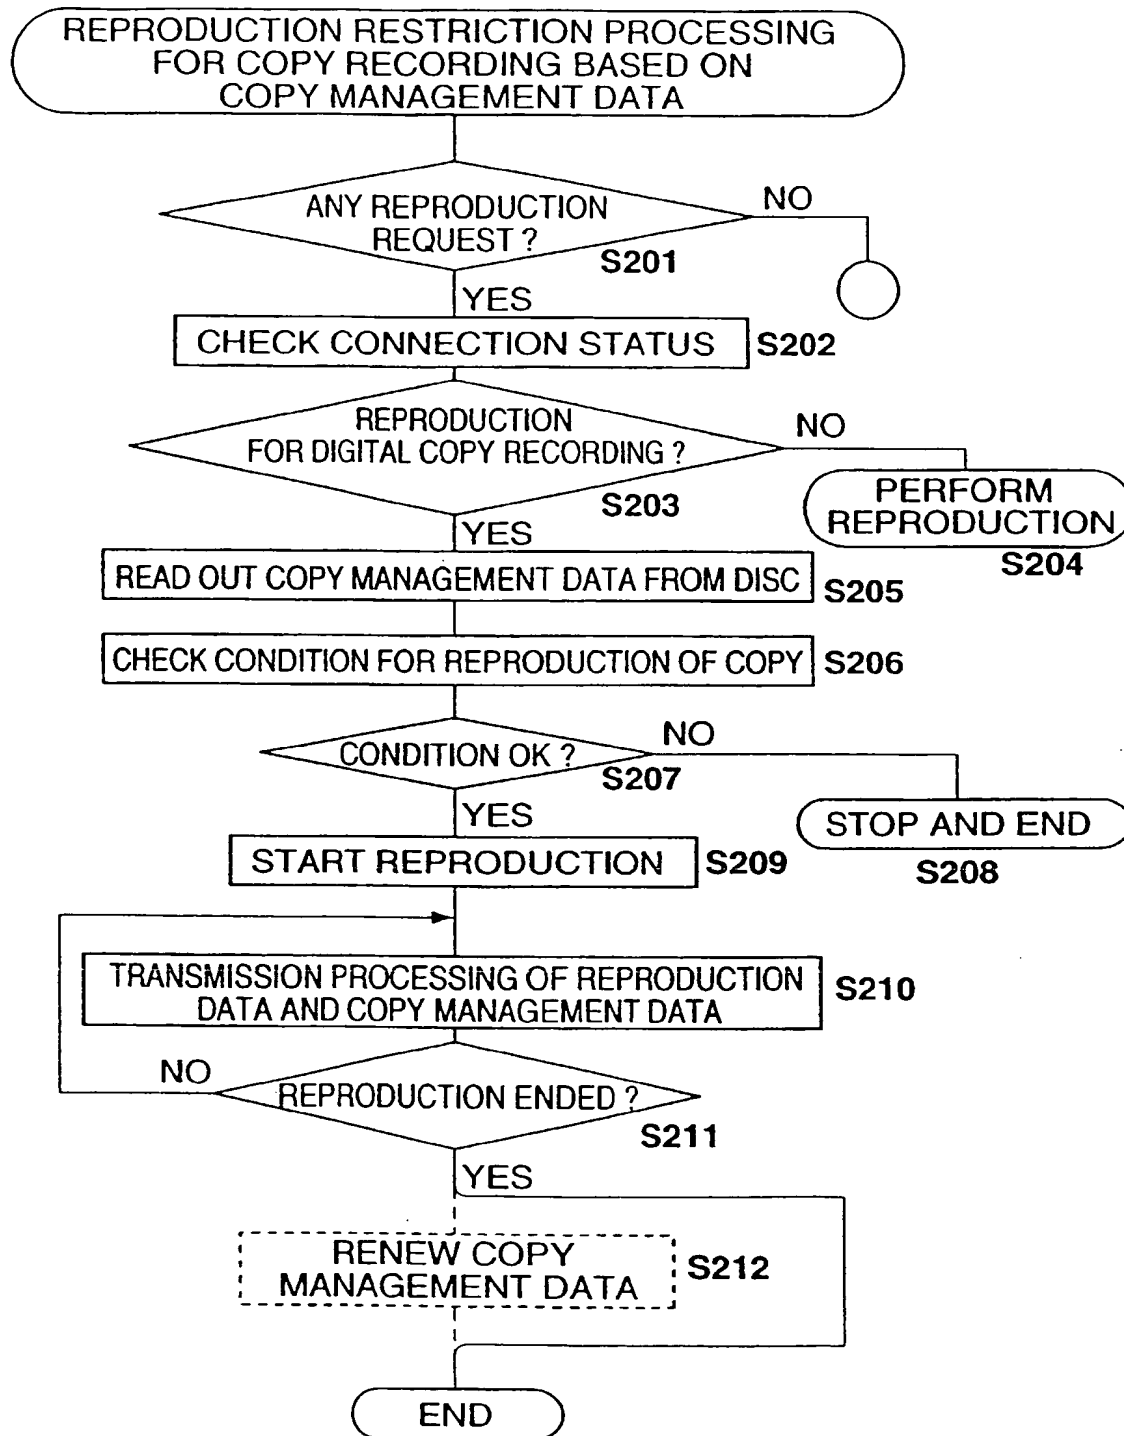 REPRODUCTION RESTRICTION PROCESSING
FOR COPY RECORDING BASED ON
COPY MANAGEMENT DATA
ANY REPRODUCTION
REQUEST ?
S201
NO
YES
CHECK CONNECTION STATUS
S202
REPRODUCTION
FOR DIGITAL COPY RECORDING ?
S203
NO
PERFORM
REPRODUCTION
S204
YES
READ OUT COPY MANAGEMENT DATA FROM DISC
S205
CHECK CONDITION FOR REPRODUCTION OF COPY
S206
CONDITION OK ?
S207
NO
STOP AND END
S208
YES
START REPRODUCTION
S209
TRANSMISSION PROCESSING OF REPRODUCTION
DATA AND COPY MANAGEMENT DATA
S210
NO
REPRODUCTION ENDED ?
S211
YES
RENEW COPY
MANAGEMENT DATA
S212
END